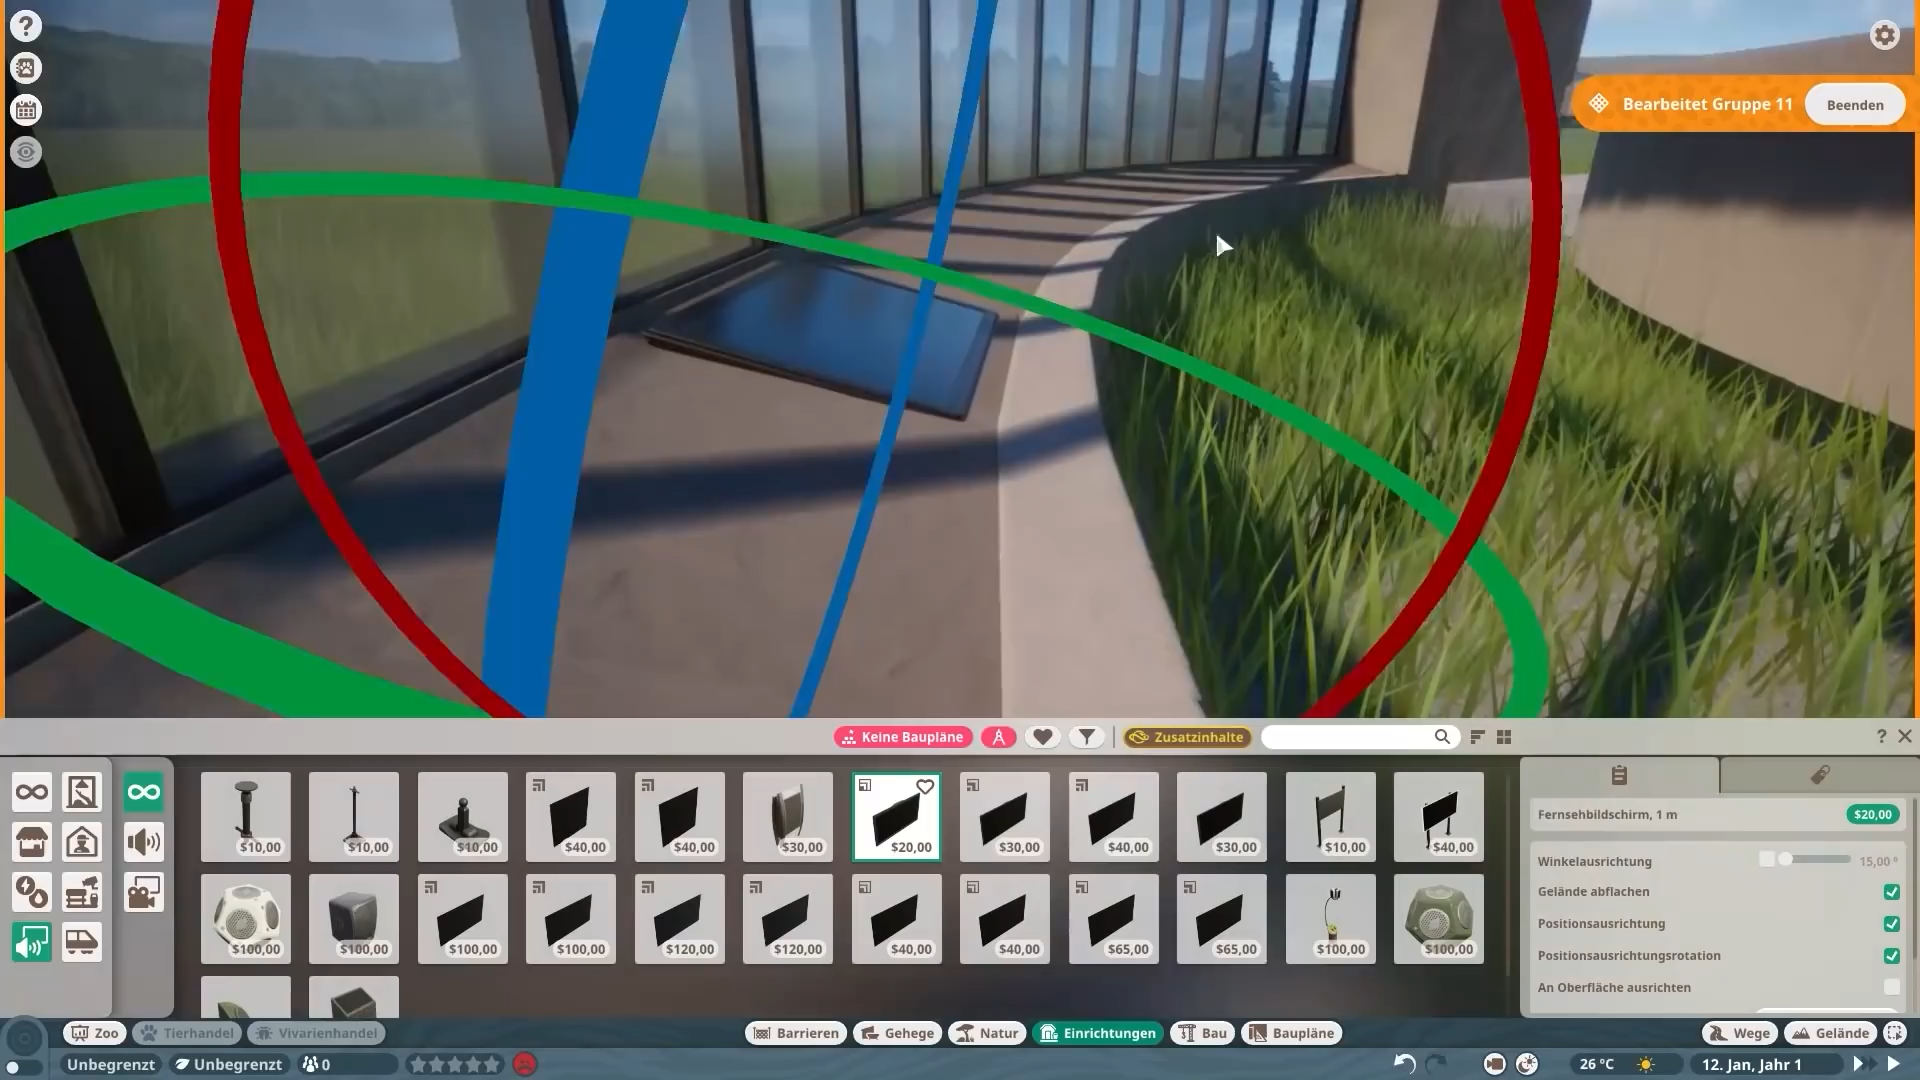 ?
Bearbeitet Gruppe 11
Beenden
Keine Baupläne
Zusatzinhalte
?
$10,00
$10,00
$10,00
$40,00
$40,00
$30,00
$20,00
$30,00
$40,00
$30,00
$10,00
$40,00
$100,00
$100,00
$100,00
$100,00
$120,00
$120,00
$40,00
$40,00
$65,00
$65,00
$100,00
$100,00
Fernsehbildschirm, 1 m
$20,00
Winkelausrichtung
15,00 °
Gelände abflachen
Positionsausrichtung
Positionsausrichtungsrotation
An Oberfläche ausrichten
Zoo
Tierhandel
Vivarienhandel
Barrieren
Gehege
Natur
Einrichtungen
Bau
Baupläne
Wege
Gelände
Unbegrenzt
Unbegrenzt
0
26 °C
12. Jan, Jahr 1